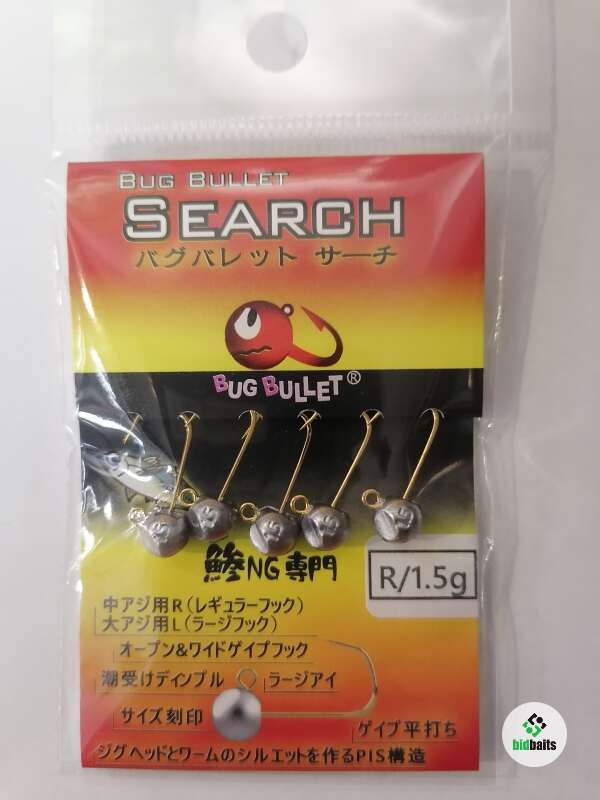 BUG BULLET
SEARCH
バグバレット サーチ
BUG BULLET®
鯵NG専門
R/1.5g
中アジ用R(レギュラーフック)
大アジ用L(ラージフック)
オープン&ワイドゲイプフック
潮受けディンプル
ラージアイ
サイズ刻印
ゲイプ平打ち
ジグヘッドとワームのシルエットを作るPIS構造
bidbaits